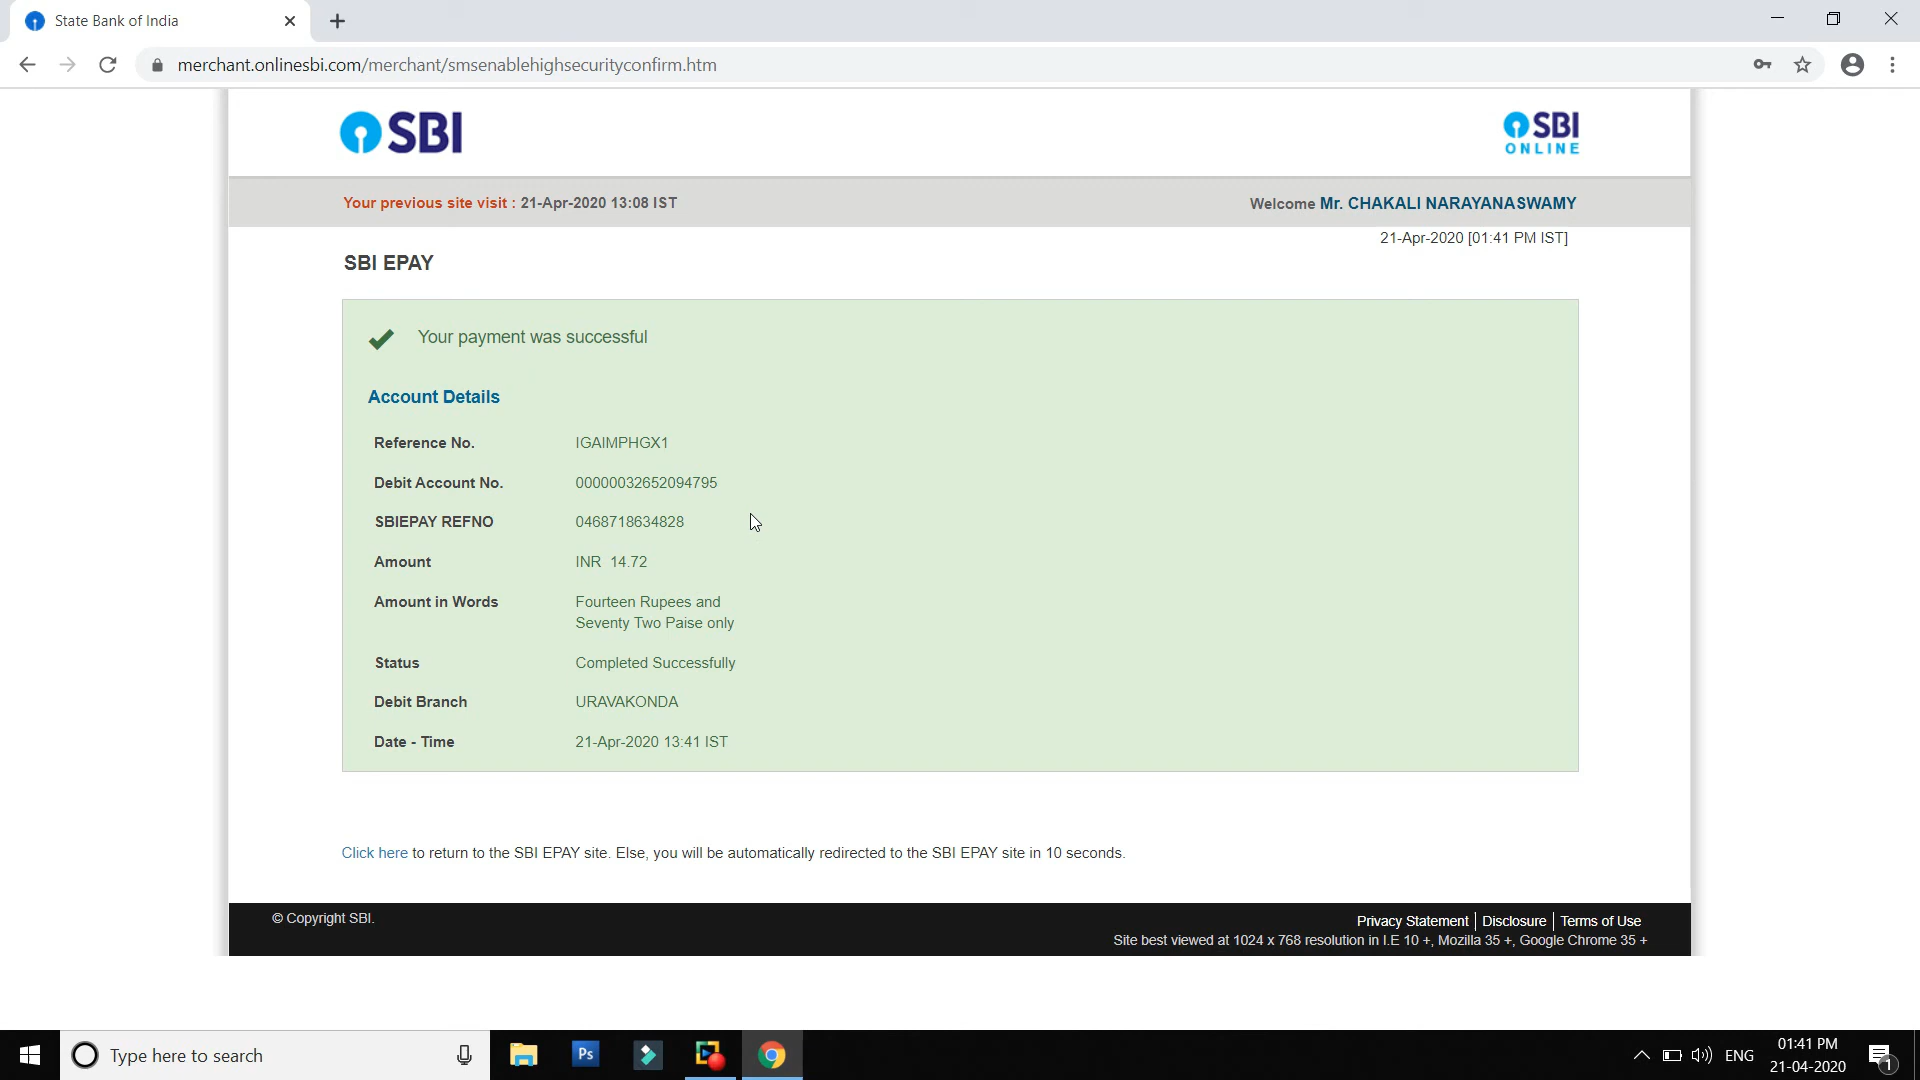 State Bank of India
merchant.onlinesbi.com/merchant/smsenablehighsecurityconfirm.htm
SBI
SBI
ONLINE
Your previous site visit : 21-Apr-2020 13:08 IST
Welcome Mr. CHAKALI NARAYANASWAMY
21-Apr-2020 [01:41 PM IST]
SBI EPAY
Your payment was successful
Account Details
Reference No. IGAIMPHGX1
Debit Account No. 00000032652094795
SBIEPAY REFNO 0468718634828
Amount INR 14.72
Amount in Words Fourteen Rupees and
Seventy Two Paise only
Status Completed Successfully
Debit Branch URAVAKONDA
Date - Time 21-Apr-2020 13:41 IST
Click here to return to the SBI EPAY site. Else, you will be automatically redirected to the SBI EPAY site in 10 seconds.
© Copyright SBI.
Privacy Statement | Disclosure | Terms of Use
Site best viewed at 1024 x 768 resolution in I.E 10 +, Mozilla 35 +, Google Chrome 35 +
Type here to search
Ps
ENG
01:41 PM
21-04-2020
1